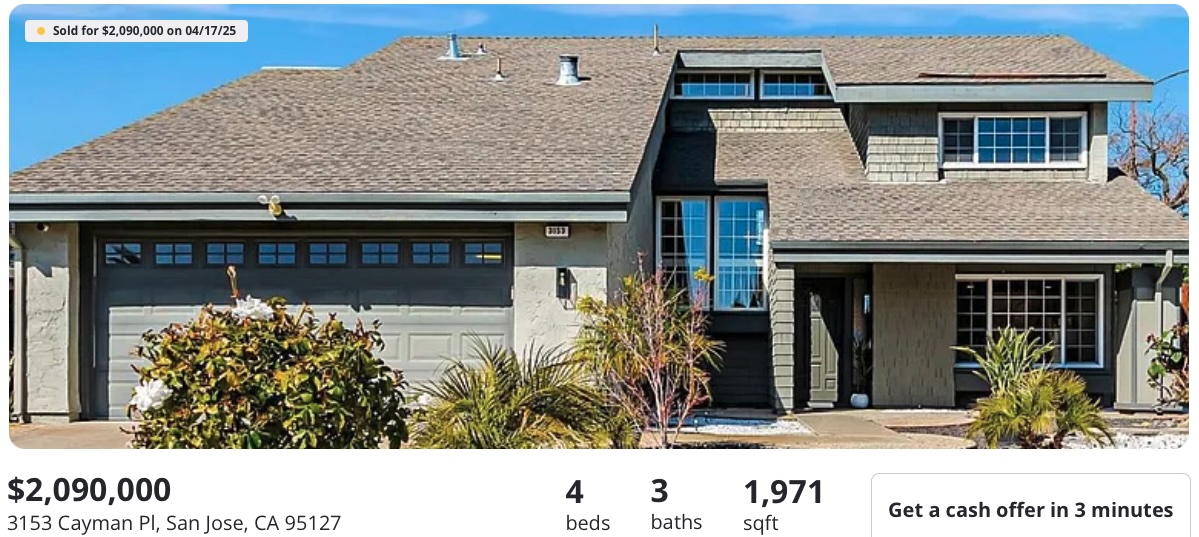 Sold for $2,090,000 on 04/17/25
3153
$2,090,000
3153 Cayman Pl, San Jose, CA 95127
4
beds
3
baths
1,971
sqft
Get a cash offer in 3 minutes